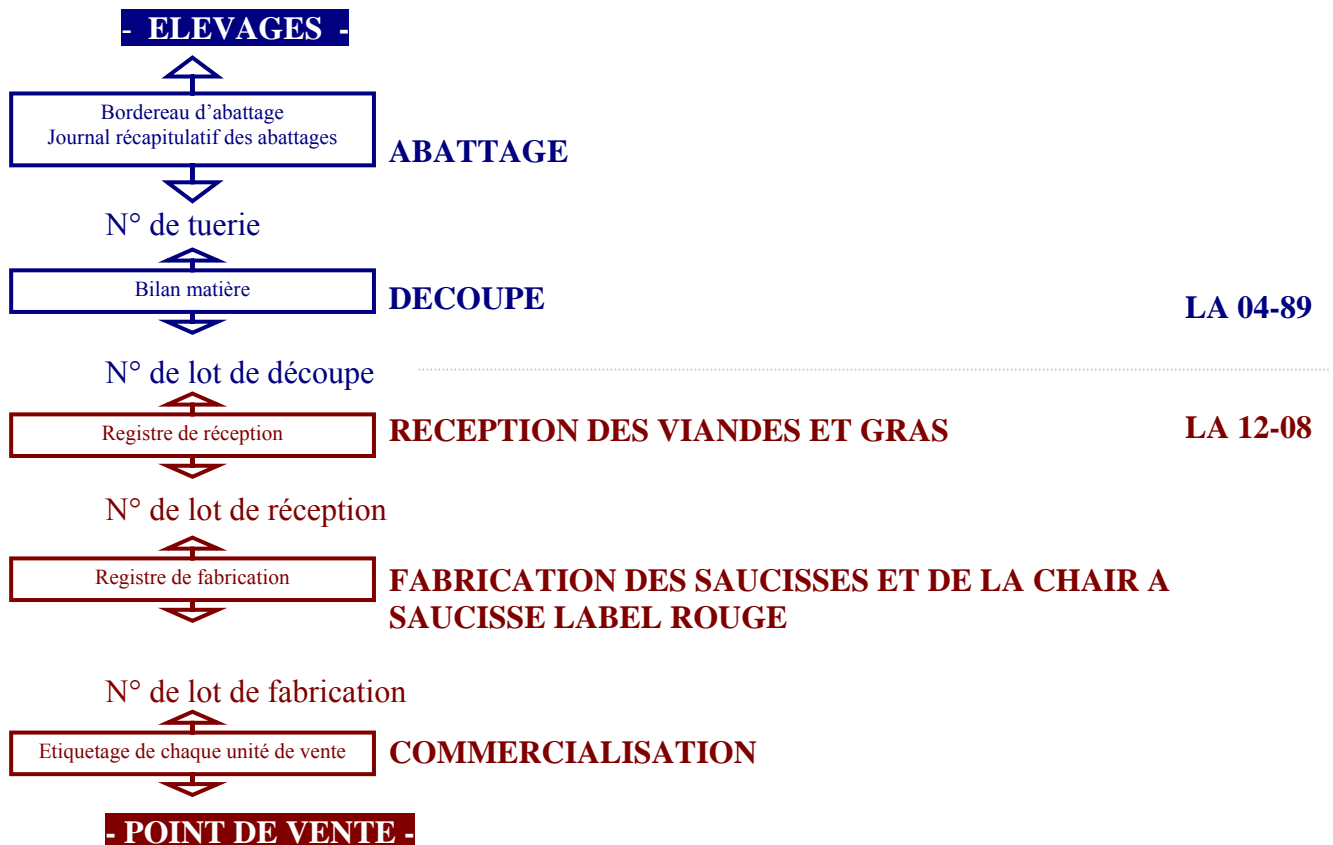 - ELEVAGES -
Bordereau d'abattage
Journal récapitulatif des abattages
ABATTAGE
N° de tuerie
Bilan matière
DECOUPE
LA 04-89
N° de lot de découpe
Registre de réception
RECEPTION DES VIANDES ET GRAS
LA 12-08
N° de lot de réception
Registre de fabrication
FABRICATION DES SAUCISSES ET DE LA CHAIR A
SAUCISSE LABEL ROUGE
N° de lot de fabrication
Etiquetage de chaque unité de vente
COMMERCIALISATION
- POINT DE VENTE -